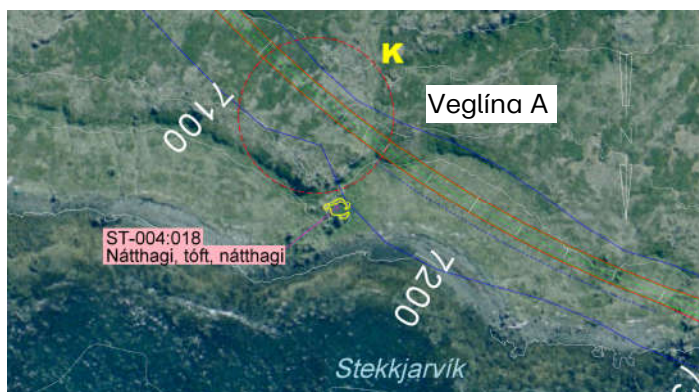 K
Veglína A
7100
ST-004:018
Nátthagi, tóft, nátthagi
7200
Stekkjarvík